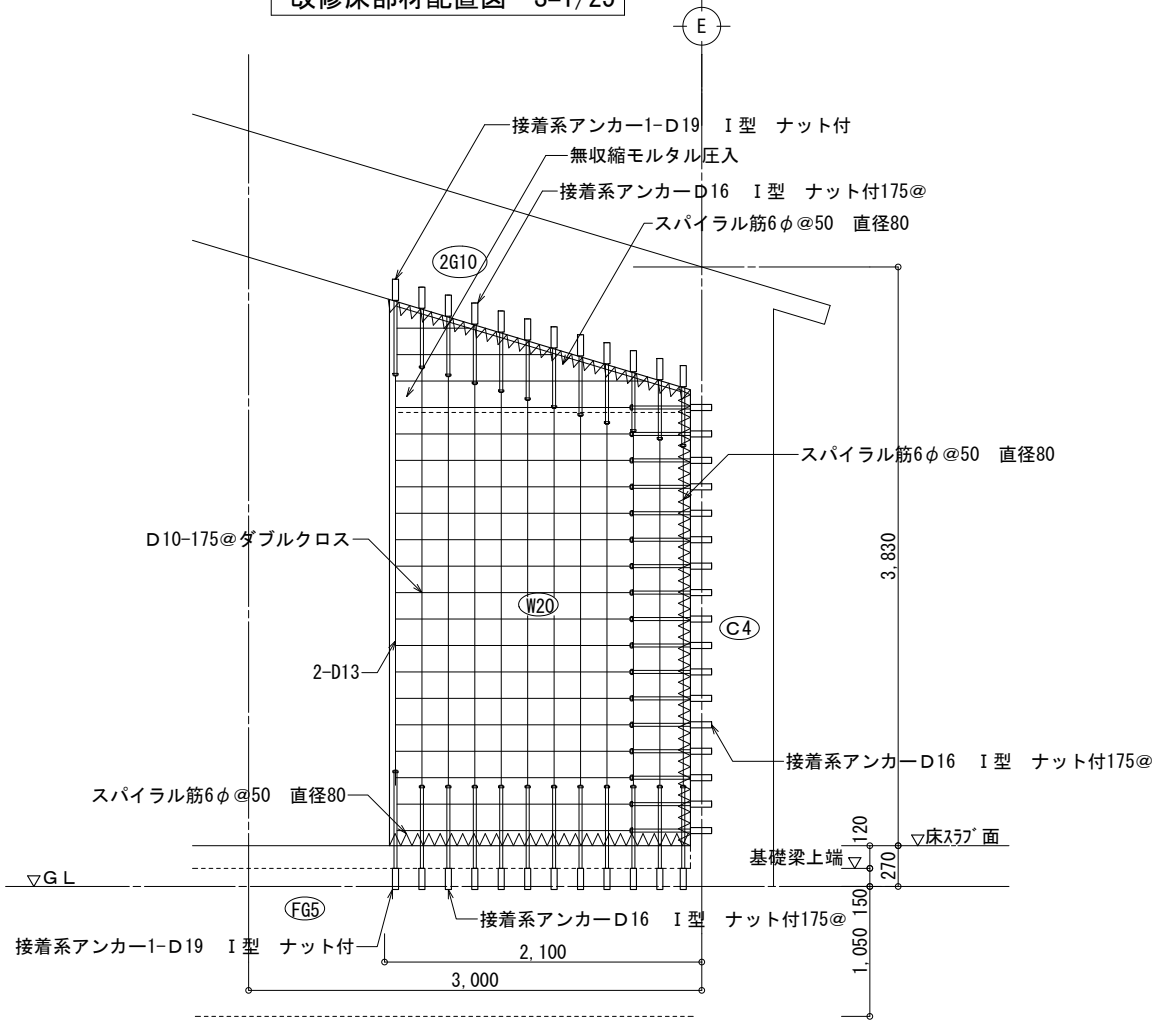 改修床部材配置図 S=1/25
E
接着系アンカー1-D19 Ⅰ型 ナット付
無収縮モルタル圧入
接着系アンカーD16 Ⅰ型 ナット付175@
スパイラル筋6φ@50 直径80
2G10
スパイラル筋6φ@50 直径80
D10-175@ダブルクロス
3,830
W20
C4
2-D13
接着系アンカーD16 Ⅰ型 ナット付175@
スパイラル筋6φ@50 直径80
120
▽床スラブ面
基礎梁上端▽
270
▽GL
150
FG5
接着系アンカーD16 Ⅰ型 ナット付175@
接着系アンカー1-D19 Ⅰ型 ナット付
1,050
2,100
3,000